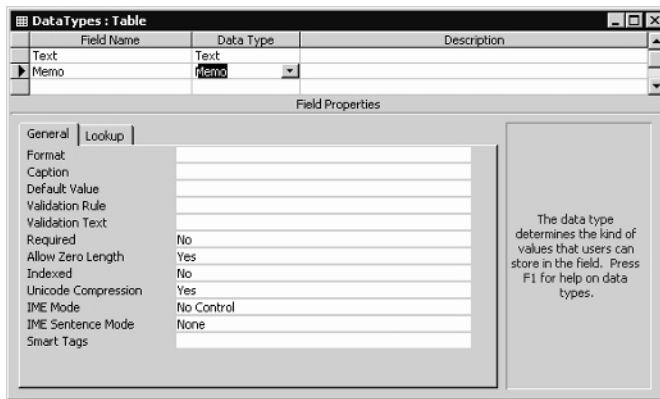 DataTypes : Table
Field Name Data Type Description
Text Text
Memo Memo
Field Properties
General Lookup
Format
Caption
Default Value
Validation Rule
Validation Text
Required No
Allow Zero Length Yes
Indexed No
Unicode Compression Yes
IME Mode No Control
IME Sentence Mode None
Smart Tags
The data type
determines the kind of
values that users can
store in the field. Press
F1 for help on data
types.